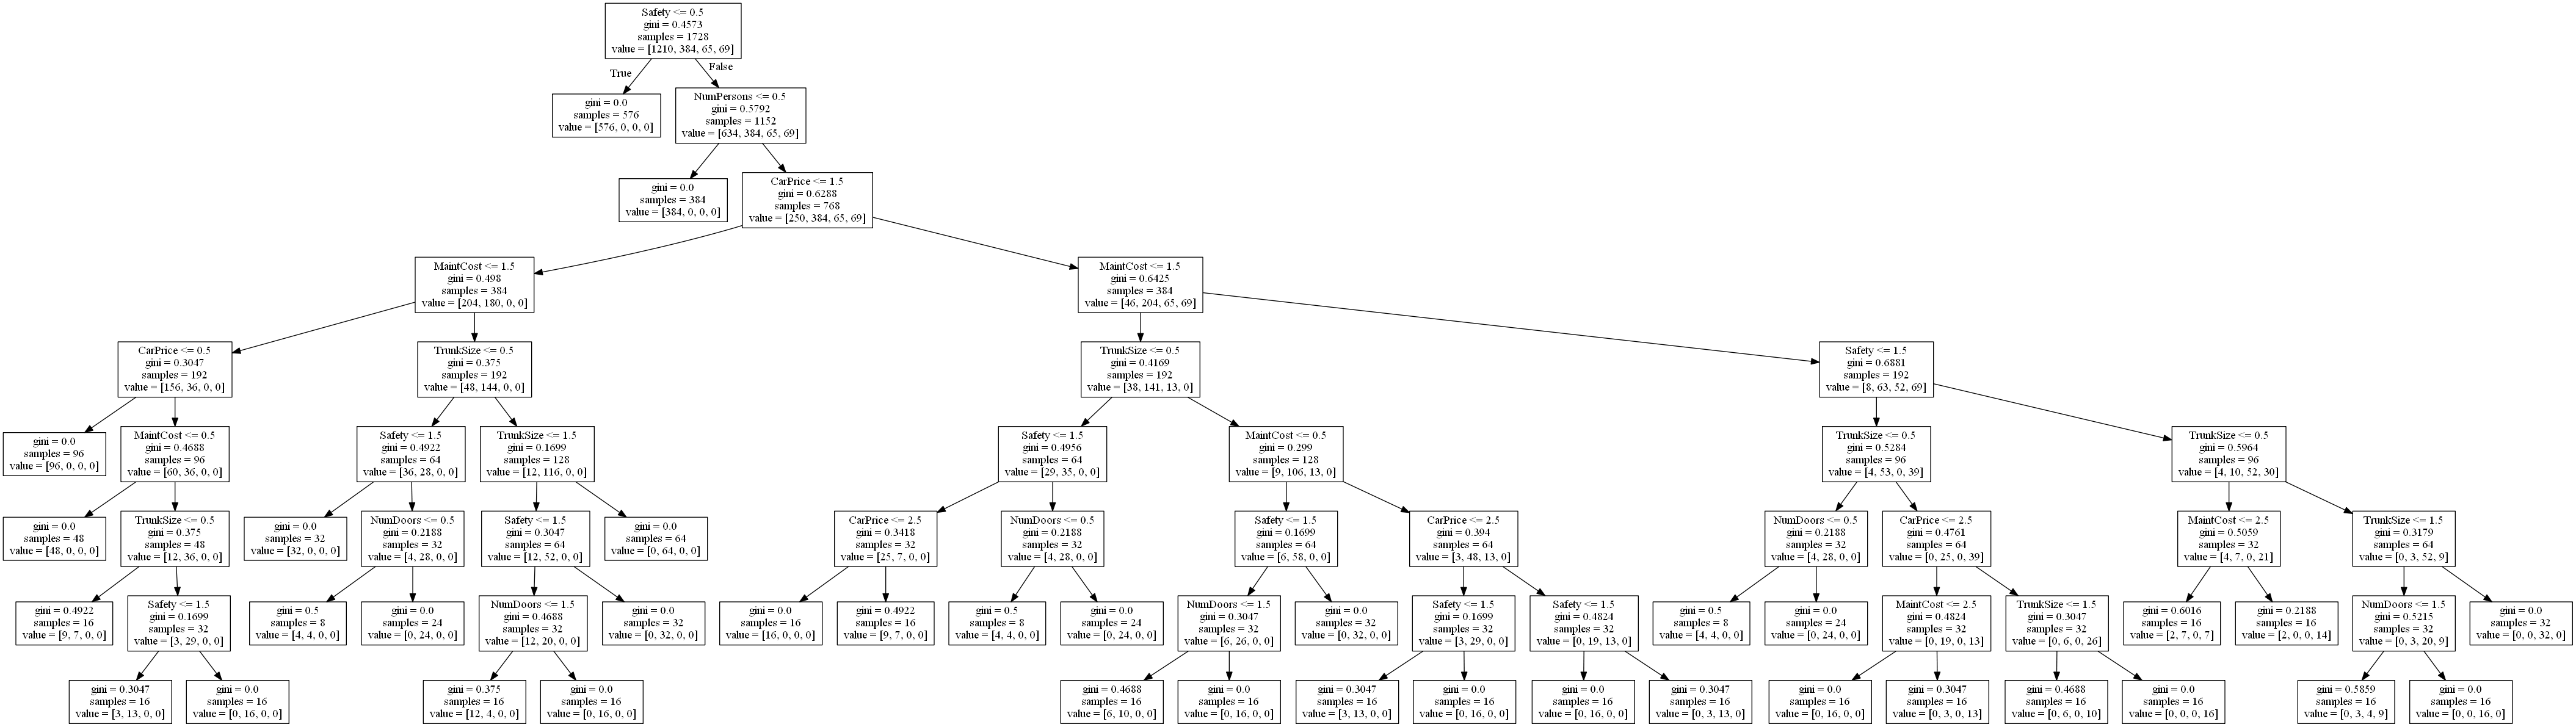 Safety <= 0.5
gini = 0.4573
samples = 1728
value = [1210, 384, 65, 69]
True
False
gini = 0.0
samples = 576
value = [576, 0, 0, 0]
NumPersons <= 0.5
gini = 0.5792
samples = 1152
value = [634, 384, 65, 69]
gini = 0.0
samples = 384
value = [384, 0, 0, 0]
CarPrice <= 1.5
gini = 0.6288
samples = 768
value = [250, 384, 65, 69]
MaintCost <= 1.5
gini = 0.498
samples = 384
value = [204, 180, 0, 0]
MaintCost <= 1.5
gini = 0.6425
samples = 384
value = [46, 204, 65, 69]
CarPrice <= 0.5
gini = 0.3047
samples = 192
value = [156, 36, 0, 0]
TrunkSize <= 0.5
gini = 0.375
samples = 192
value = [48, 144, 0, 0]
TrunkSize <= 0.5
gini = 0.4169
samples = 192
value = [38, 141, 13, 0]
Safety <= 1.5
gini = 0.6881
samples = 192
value = [8, 63, 52, 69]
gini = 0.0
samples = 96
value = [96, 0, 0, 0]
MaintCost <= 0.5
gini = 0.4688
samples = 96
value = [60, 36, 0, 0]
Safety <= 1.5
gini = 0.4922
samples = 64
value = [36, 28, 0, 0]
TrunkSize <= 1.5
gini = 0.1699
samples = 128
value = [12, 116, 0, 0]
Safety <= 1.5
gini = 0.4956
samples = 64
value = [29, 35, 0, 0]
MaintCost <= 0.5
gini = 0.299
samples = 128
value = [9, 106, 13, 0]
TrunkSize <= 0.5
gini = 0.5284
samples = 96
value = [4, 53, 0, 39]
TrunkSize <= 0.5
gini = 0.5964
samples = 96
value = [4, 10, 52, 30]
gini = 0.0
samples = 48
value = [48, 0, 0, 0]
TrunkSize <= 0.5
gini = 0.375
samples = 48
value = [12, 36, 0, 0]
gini = 0.0
samples = 32
value = [32, 0, 0, 0]
NumDoors <= 0.5
gini = 0.2188
samples = 32
value = [4, 28, 0, 0]
Safety <= 1.5
gini = 0.3047
samples = 64
value = [12, 52, 0, 0]
gini = 0.0
samples = 64
value = [0, 64, 0, 0]
CarPrice <= 2.5
gini = 0.3418
samples = 32
value = [25, 7, 0, 0]
NumDoors <= 0.5
gini = 0.2188
samples = 32
value = [4, 28, 0, 0]
Safety <= 1.5
gini = 0.1699
samples = 64
value = [6, 58, 0, 0]
CarPrice <= 2.5
gini = 0.394
samples = 64
value = [3, 48, 13, 0]
NumDoors <= 0.5
gini = 0.2188
samples = 32
value = [4, 28, 0, 0]
CarPrice <= 2.5
gini = 0.4761
samples = 64
value = [0, 25, 0, 39]
MaintCost <= 2.5
gini = 0.5059
samples = 32
value = [4, 7, 0, 21]
TrunkSize <= 1.5
gini = 0.3179
samples = 64
value = [0, 3, 52, 9]
gini = 0.4922
samples = 16
value = [9, 7, 0, 0]
Safety <= 1.5
gini = 0.1699
samples = 32
value = [3, 29, 0, 0]
gini = 0.5
samples = 8
value = [4, 4, 0, 0]
gini = 0.0
samples = 24
value = [0, 24, 0, 0]
NumDoors <= 1.5
gini = 0.4688
samples = 32
value = [12, 20, 0, 0]
gini = 0.0
samples = 32
value = [0, 32, 0, 0]
gini = 0.0
samples = 16
value = [16, 0, 0, 0]
gini = 0.4922
samples = 16
value = [9, 7, 0, 0]
gini = 0.5
samples = 8
value = [4, 4, 0, 0]
gini = 0.0
samples = 24
value = [0, 24, 0, 0]
NumDoors <= 1.5
gini = 0.3047
samples = 32
value = [6, 26, 0, 0]
gini = 0.0
samples = 32
value = [0, 32, 0, 0]
Safety <= 1.5
gini = 0.1699
samples = 32
value = [3, 29, 0, 0]
Safety <= 1.5
gini = 0.4824
samples = 32
value = [0, 19, 13, 0]
gini = 0.5
samples = 8
value = [4, 4, 0, 0]
gini = 0.0
samples = 24
value = [0, 24, 0, 0]
MaintCost <= 2.5
gini = 0.4824
samples = 32
value = [0, 19, 0, 13]
TrunkSize <= 1.5
gini = 0.3047
samples = 32
value = [0, 6, 0, 26]
gini = 0.6016
samples = 16
value = [2, 7, 0, 7]
gini = 0.2188
samples = 16
value = [2, 0, 0, 14]
NumDoors <= 1.5
gini = 0.5215
samples = 32
value = [0, 3, 20, 9]
gini = 0.0
samples = 32
value = [0, 0, 32, 0]
gini = 0.3047
samples = 16
value = [3, 13, 0, 0]
gini = 0.0
samples = 16
value = [0, 16, 0, 0]
gini = 0.375
samples = 16
value = [12, 4, 0, 0]
gini = 0.0
samples = 16
value = [0, 16, 0, 0]
gini = 0.4688
samples = 16
value = [6, 10, 0, 0]
gini = 0.0
samples = 16
value = [0, 16, 0, 0]
gini = 0.3047
samples = 16
value = [3, 13, 0, 0]
gini = 0.0
samples = 16
value = [0, 16, 0, 0]
gini = 0.0
samples = 16
value = [0, 16, 0, 0]
gini = 0.3047
samples = 16
value = [0, 3, 13, 0]
gini = 0.0
samples = 16
value = [0, 16, 0, 0]
gini = 0.3047
samples = 16
value = [0, 3, 0, 13]
gini = 0.4688
samples = 16
value = [0, 6, 0, 10]
gini = 0.0
samples = 16
value = [0, 0, 0, 16]
gini = 0.5859
samples = 16
value = [0, 3, 4, 9]
gini = 0.0
samples = 16
value = [0, 0, 16, 0]